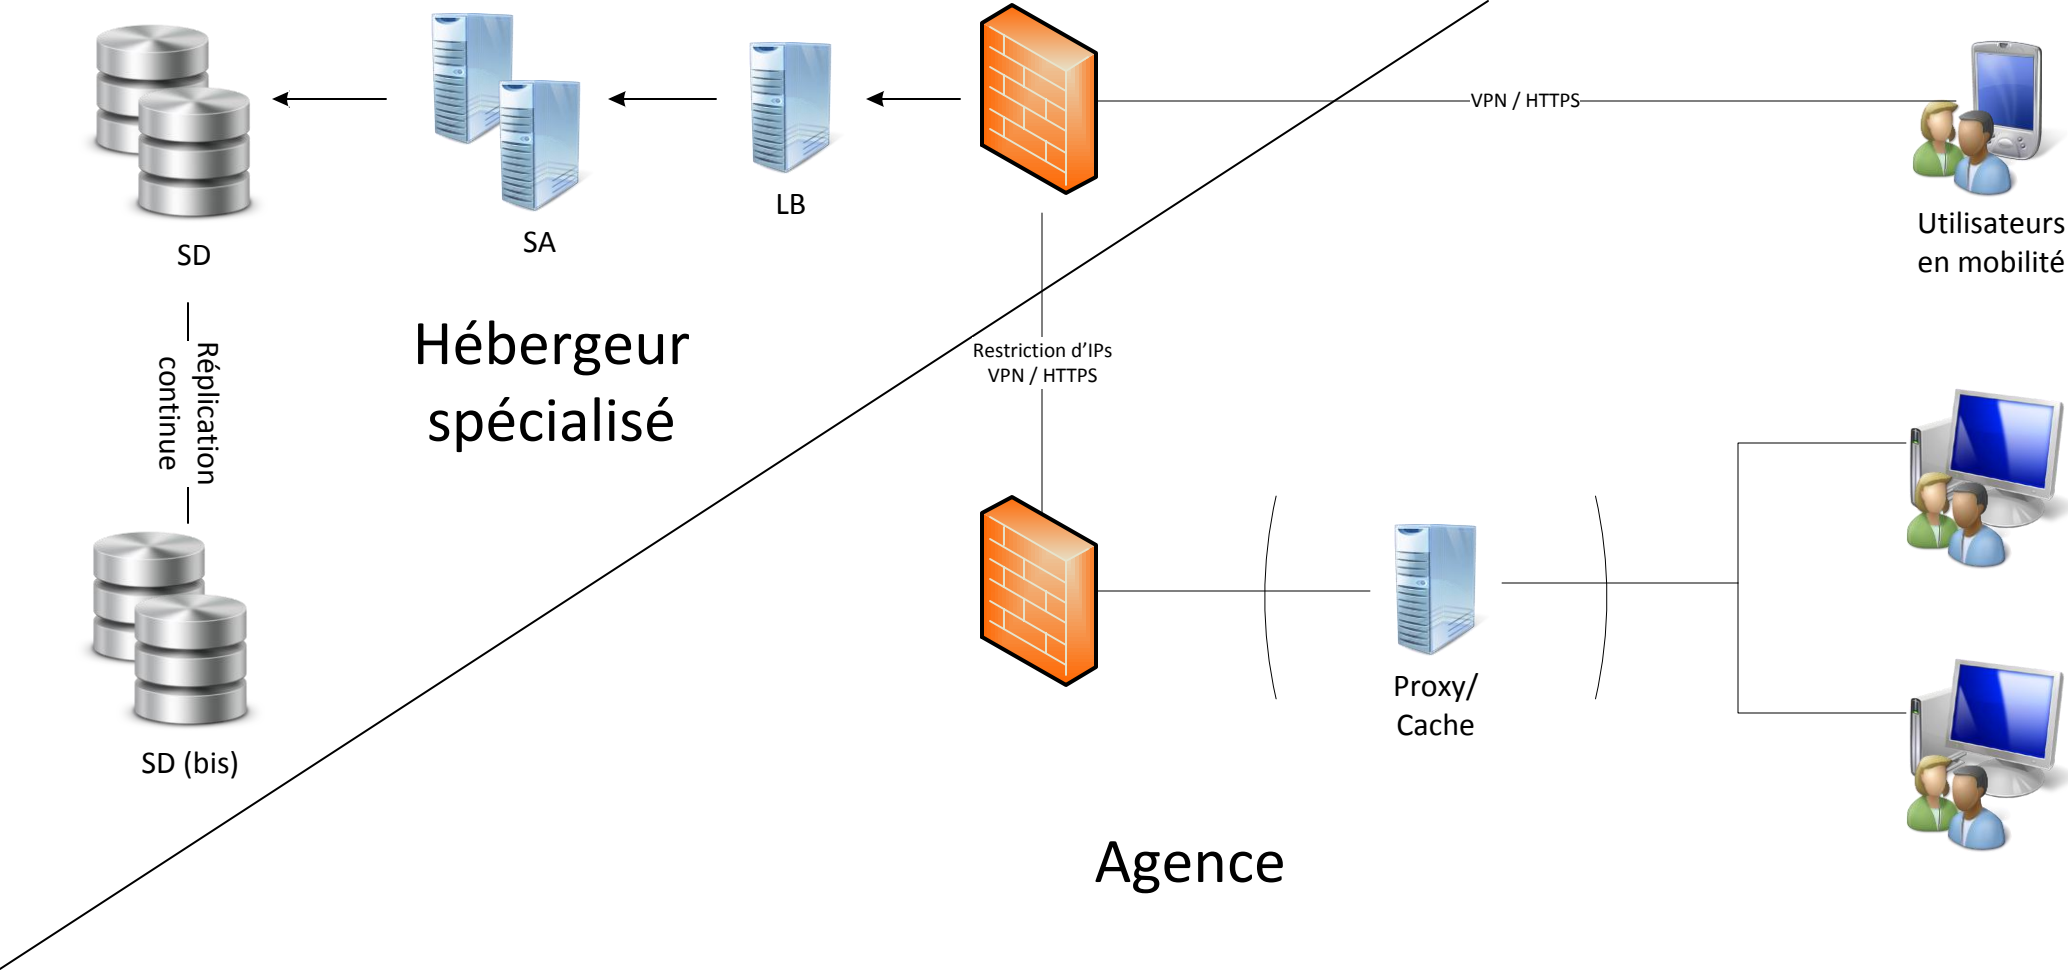 VPN / HTTPS
LB
SA
SD
Utilisateurs
en mobilité
Hébergeur
spécialisé
Réplication
continue
Restriction d’IPs
VPN / HTTPS
Proxy/
Cache
SD (bis)
Agence